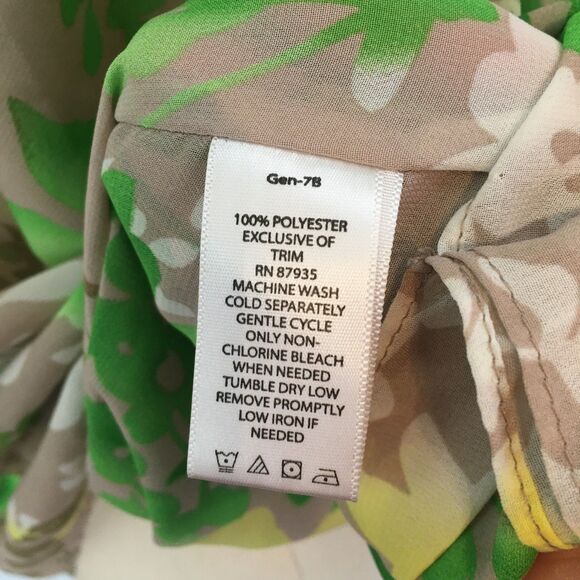 Gen-7B
100% POLYESTER
EXCLUSIVE OF
TRIM
RN 87935
MACHINE WASH
COLD SEPARATELY
GENTLE CYCLE
ONLY NON-
CHLORINE BLEACH
WHEN NEEDED
TUMBLE DRY LOW
REMOVE PROMPTLY
LOW IRON IF
NEEDED